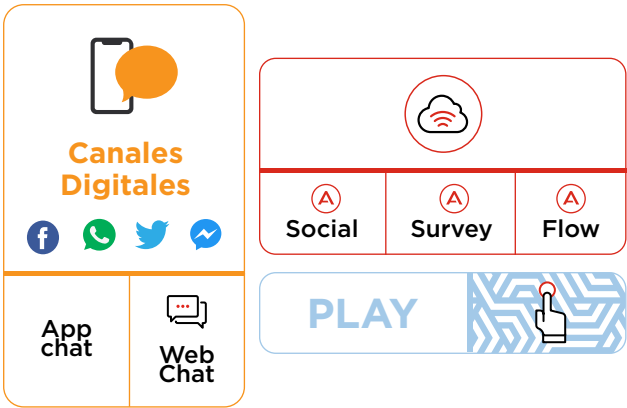 Canales
Digitales
App
chat
Web
Chat
Social
Survey
Flow
PLAY